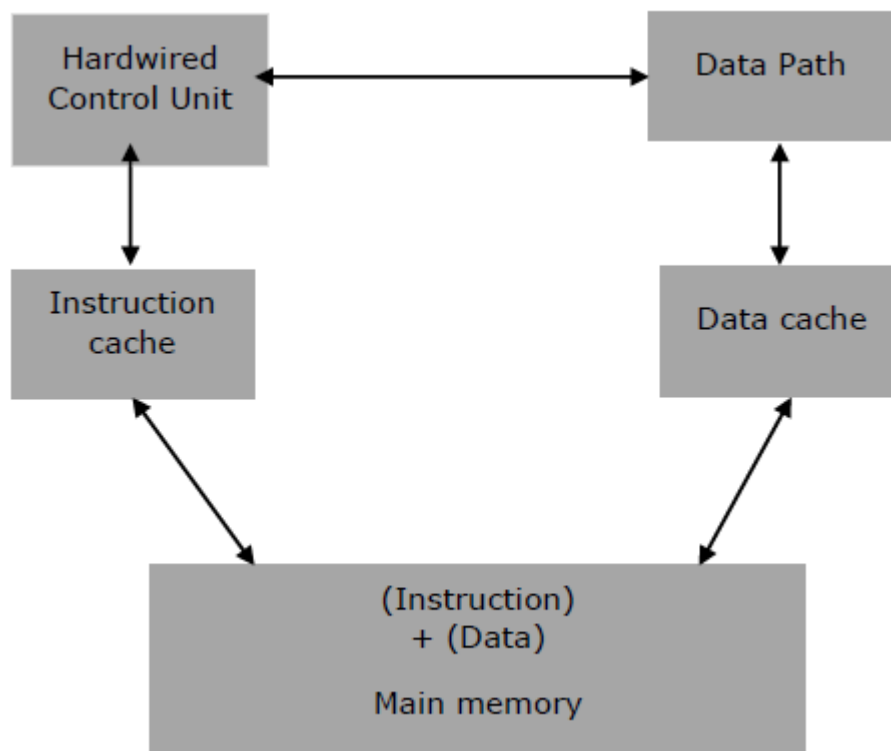 Hardwired
Control Unit
Data Path
Instruction
cache
Data cache
(Instruction)
+ (Data)
Main memory